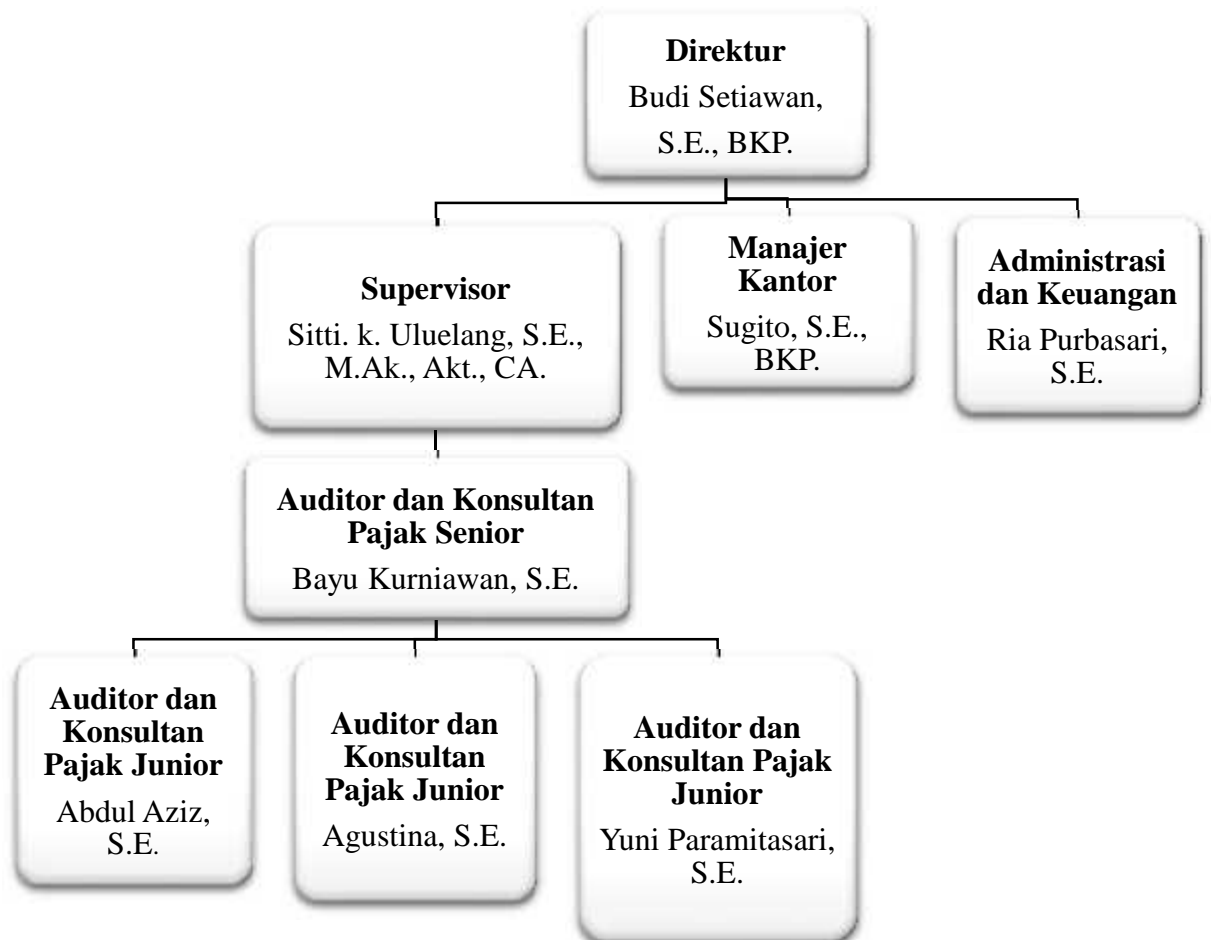 Direktur
Budi Setiawan,
S.E., BKP.
Supervisor
Sitti. k. Uluelang, S.E.,
M.Ak., Akt., CA.
Manajer
Kantor
Sugito, S.E.,
BKP.
Administrasi
dan Keuangan
Ria Purbasari,
S.E.
Auditor dan Konsultan
Pajak Senior
Bayu Kurniawan, S.E.
Auditor dan
Konsultan
Pajak Junior
Abdul Aziz,
S.E.
Auditor dan
Konsultan
Pajak Junior
Agustina, S.E.
Auditor dan
Konsultan Pajak
Junior
Yuni Paramitasari,
S.E.